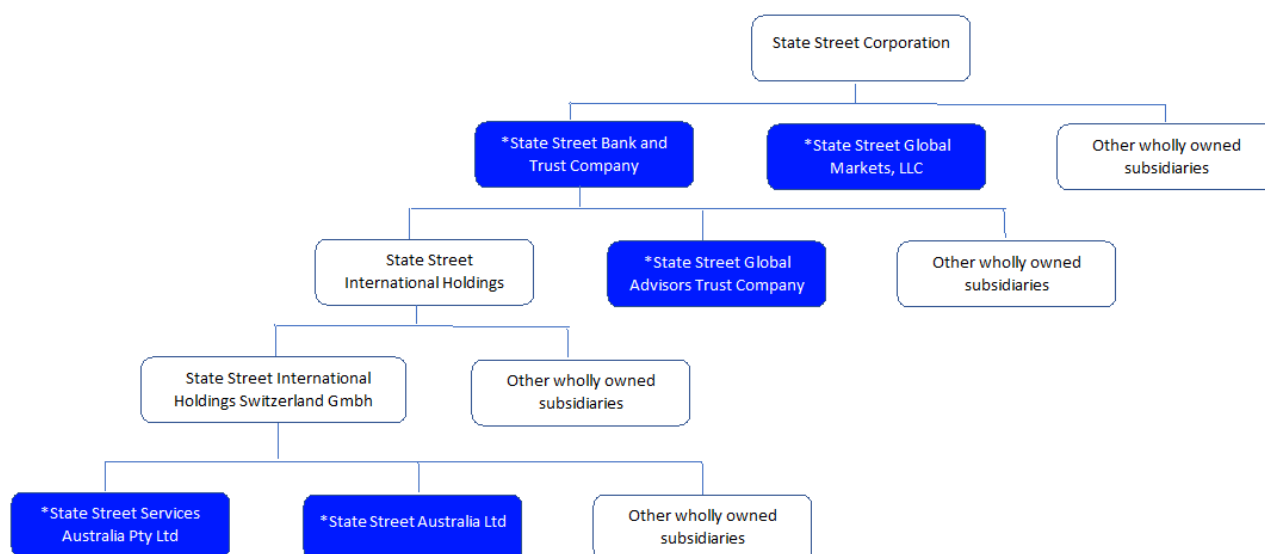 State Street Corporation
*State Street Bank and
Trust Company
*State Street Global
Markets, LLC
Other wholly owned
subsidiaries
State Street
International Holdings
*State Street Global
Advisors Trust Company
Other wholly owned
subsidiaries
State Street International
Holdings Switzerland Gmbh
Other wholly owned
subsidiaries
*State Street Services
Australia Pty Ltd
*State Street Australia Ltd
Other wholly owned
subsidiaries